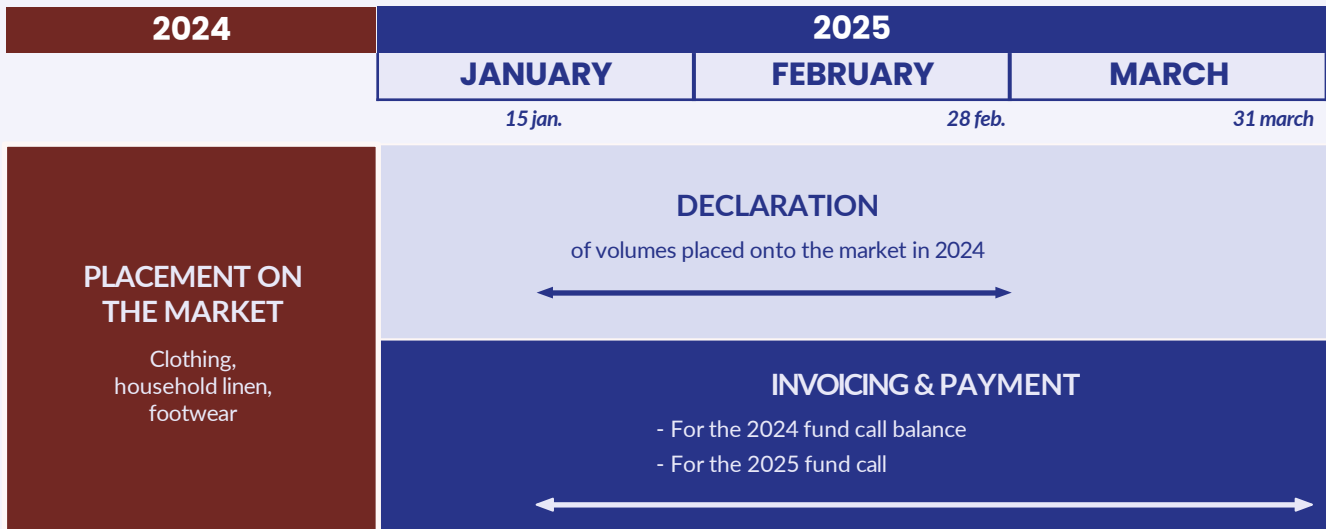 2024
2025
JANUARY
FEBRUARY
MARCH
15 jan.
28 feb.
31 march
PLACEMENT ON
THE MARKET
Clothing,
household linen,
footwear
DECLARATION
of volumes placed onto the market in 2024
INVOICING & PAYMENT
- For the 2024 fund call balance
- For the 2025 fund call